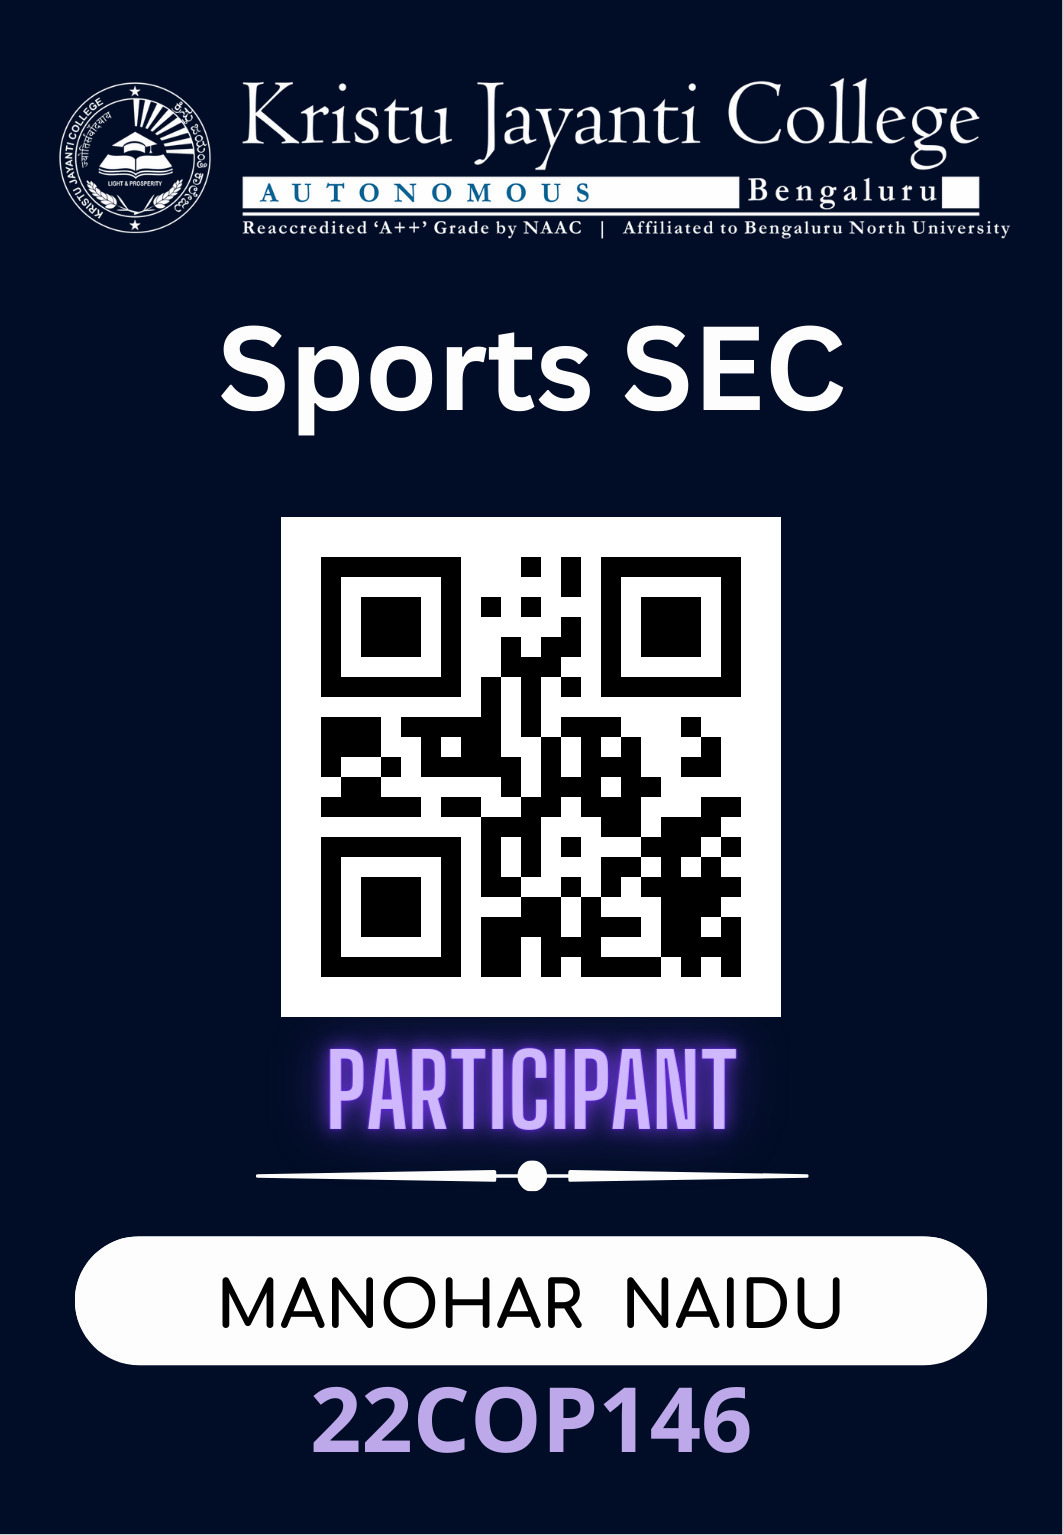 KRISTU JAYANTI COLLEGE
ಕ್ರಿಸ್ತು ಜಯಂತಿ ಕಾಲೇಜು
LIGHT & PROSPERITY
Kristu Jayanti College
AUTONOMOUS Bengaluru
Reaccredited ‘A++’ Grade by NAAC | Affiliated to Bengaluru North University
Sports SEC
PARTICIPANT
MANOHAR NAIDU
22COP146